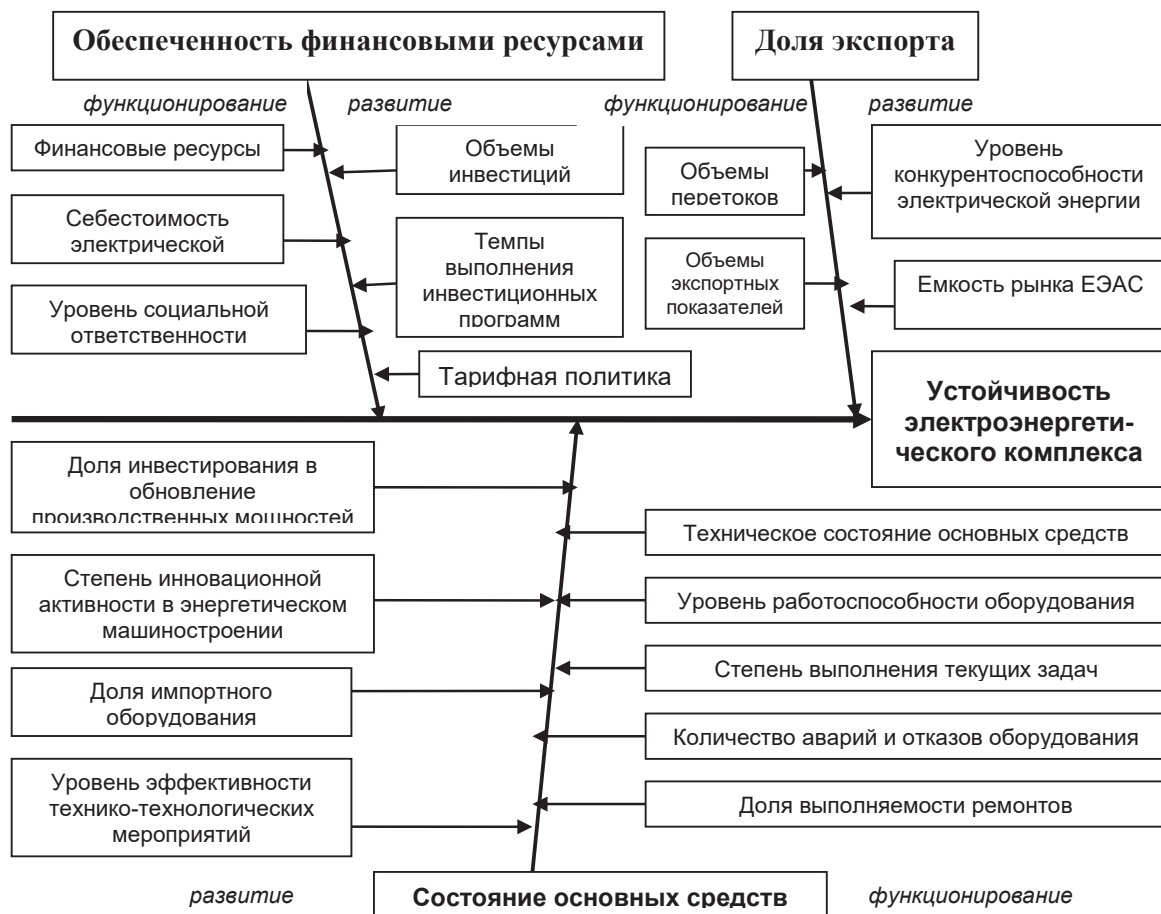 Обеспеченность финансовыми ресурсами
Доля экспорта
функционирование
развитие
функционирование
развитие
Финансовые ресурсы
Объемы
инвестиций
Объемы
перетоков
Уровень
конкурентоспособности
электрической энергии
Себестоимость
электрической
Темпы
выполнения
инвестиционных
программ
Объемы
экспортных
показателей
Емкость рынка ЕЭАС
Уровень социальной
ответственности
Тарифная политика
Устойчивость
электроэнергети-
ческого комплекса
Доля инвестирования в
обновление
производственных мощностей
Техническое состояние основных средств
Степень инновационной
активности в энергетическом
машиностроении
Уровень работоспособности оборудования
Степень выполнения текущих задач
Доля импортного
оборудования
Количество аварий и отказов оборудования
Уровень эффективности
технико-технологических
мероприятий
Доля выполняемости ремонтов
развитие
Состояние основных средств
функционирование